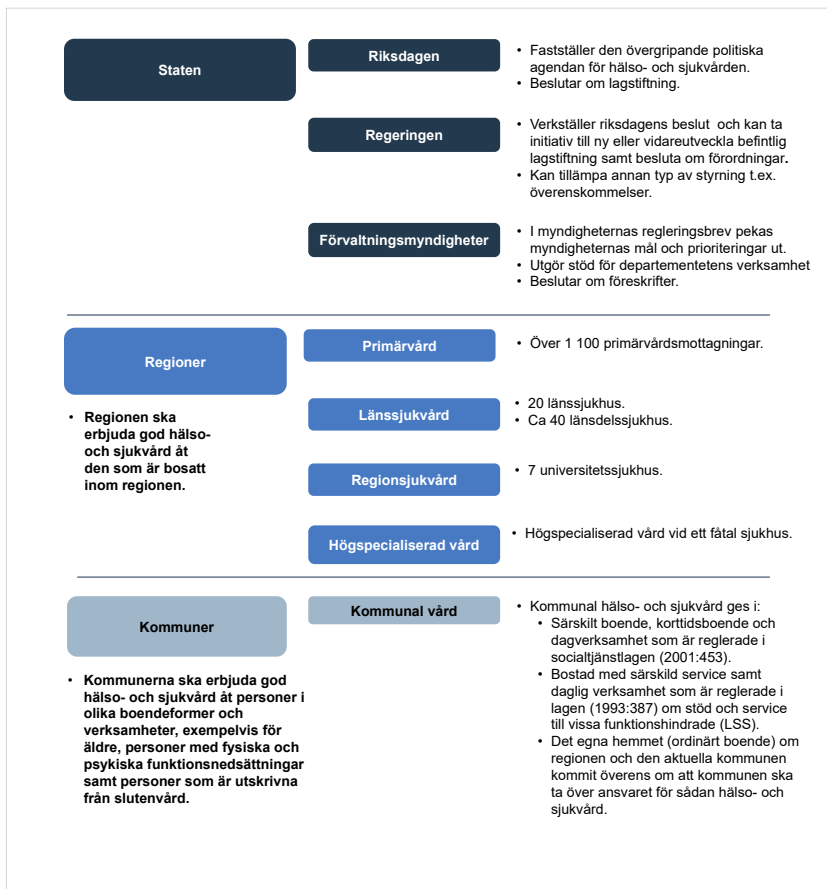 Staten
Riksdagen
• Fastställer den övergripande politiska
agendan för hälso- och sjukvården.
• Beslutar om lagstiftning.
Regeringen
• Verkställer riksdagens beslut och kan ta
initiativ till ny eller vidareutveckla befintlig
lagstiftning samt besluta om förordningar.
• Kan tillämpa annan typ av styrning t.ex.
överenskommelser.
Förvaltningsmyndigheter
• I myndigheternas regleringsbrev pekas
myndigheternas mål och prioriteringar ut.
• Utgör stöd för departementetens verksamhet
• Beslutar om föreskrifter.
Regioner
• Regionen ska
erbjuda god hälso-
och sjukvård åt
den som är bosatt
inom regionen.
Primärvård
• Över 1 100 primärvårdsmottagningar.
Länssjukvård
• 20 länssjukhus.
• Ca 40 länsdelssjukhus.
Regionsjukvård
• 7 universitetssjukhus.
Högspecialiserad vård
• Högspecialiserad vård vid ett fåtal sjukhus.
Kommuner
• Kommunerna ska erbjuda god
hälso- och sjukvård åt personer i
olika boendeformer och
verksamheter, exempelvis för
äldre, personer med fysiska och
psykiska funktionsnedsättningar
samt personer som är utskrivna
från slutenvård.
Kommunal vård
• Kommunal hälso- och sjukvård ges i:
• Särskilt boende, korttidsboende och
dagverksamhet som är reglerade i
socialtjänstlagen (2001:453).
• Bostad med särskild service samt
daglig verksamhet som är reglerade i
lagen (1993:387) om stöd och service
till vissa funktionshindrade (LSS).
• Det egna hemmet (ordinärt boende) om
regionen och den aktuella kommunen
kommit överens om att kommunen ska
ta över ansvaret för sådan hälso- och
sjukvård.